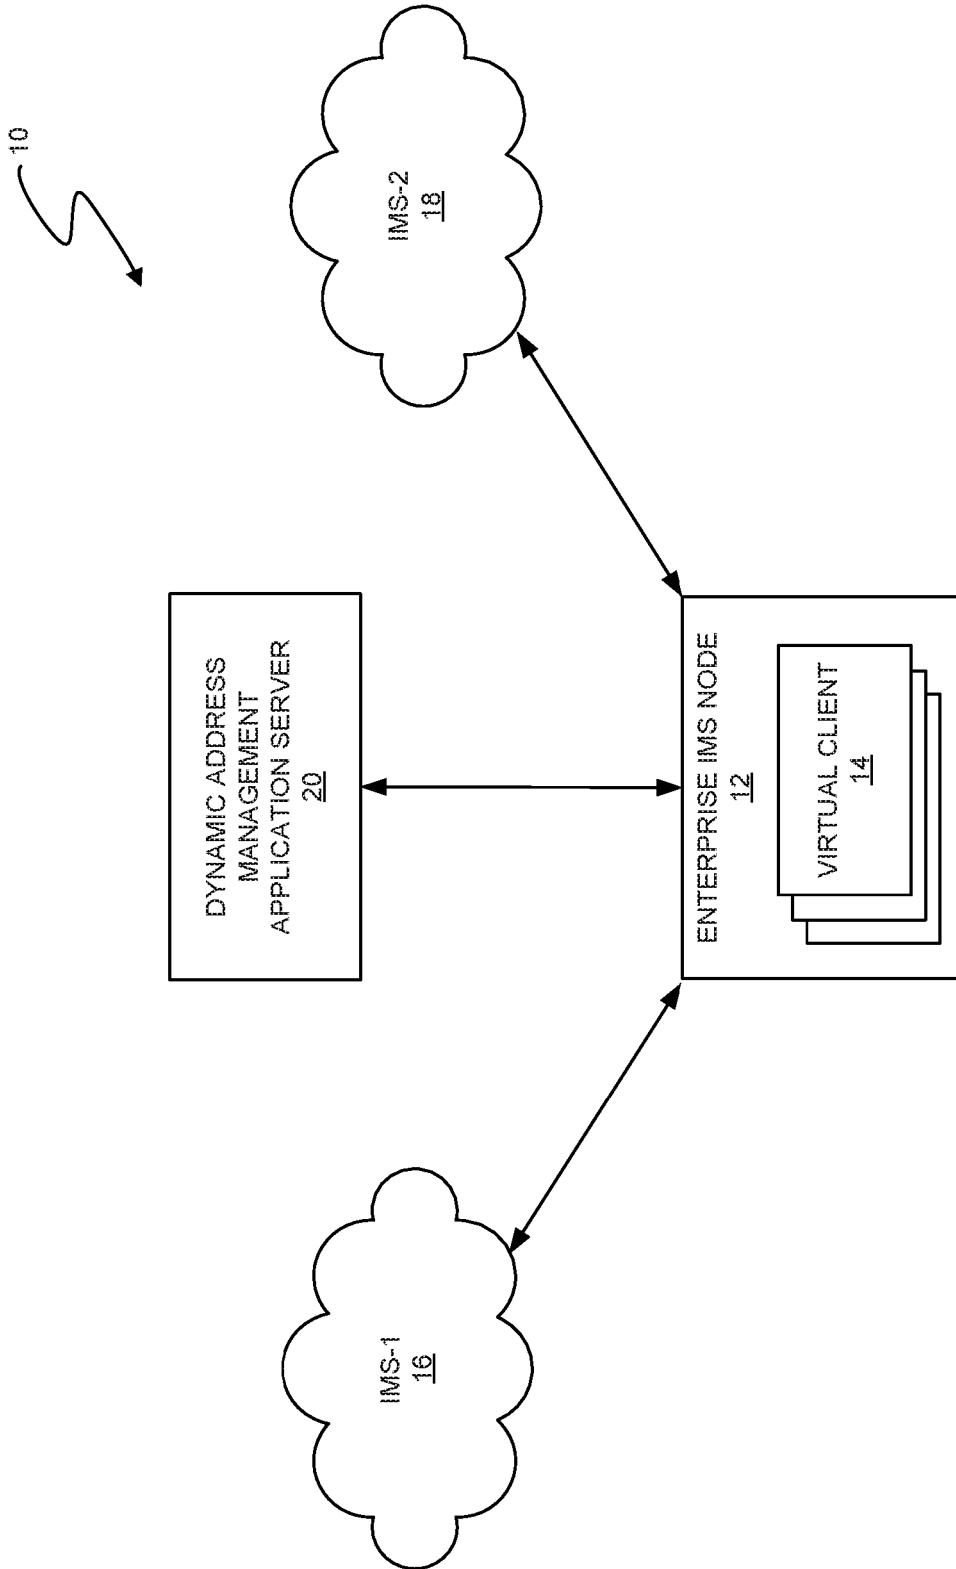 10
DYNAMIC ADDRESS
MANAGEMENT
APPLICATION SERVER
20
IMS-1
16
IMS-2
18
ENTERPRISE IMS NODE
12
VIRTUAL CLIENT
14